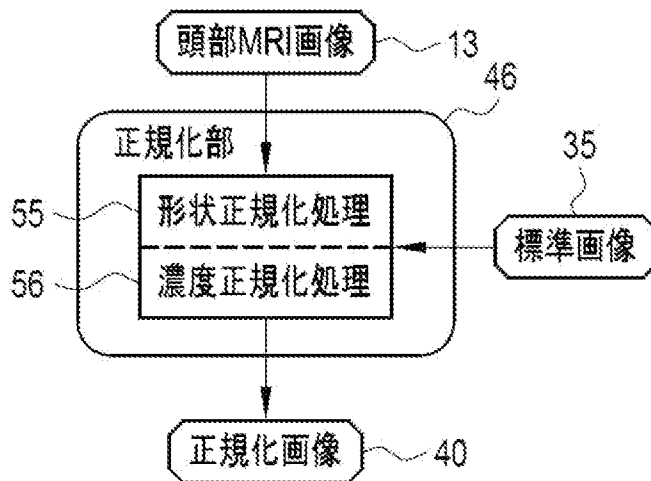 頭部MRI画像
13
46
正規化部
35
55
形状正規化処理
標準画像
56
濃度正規化処理
正規化画像
40